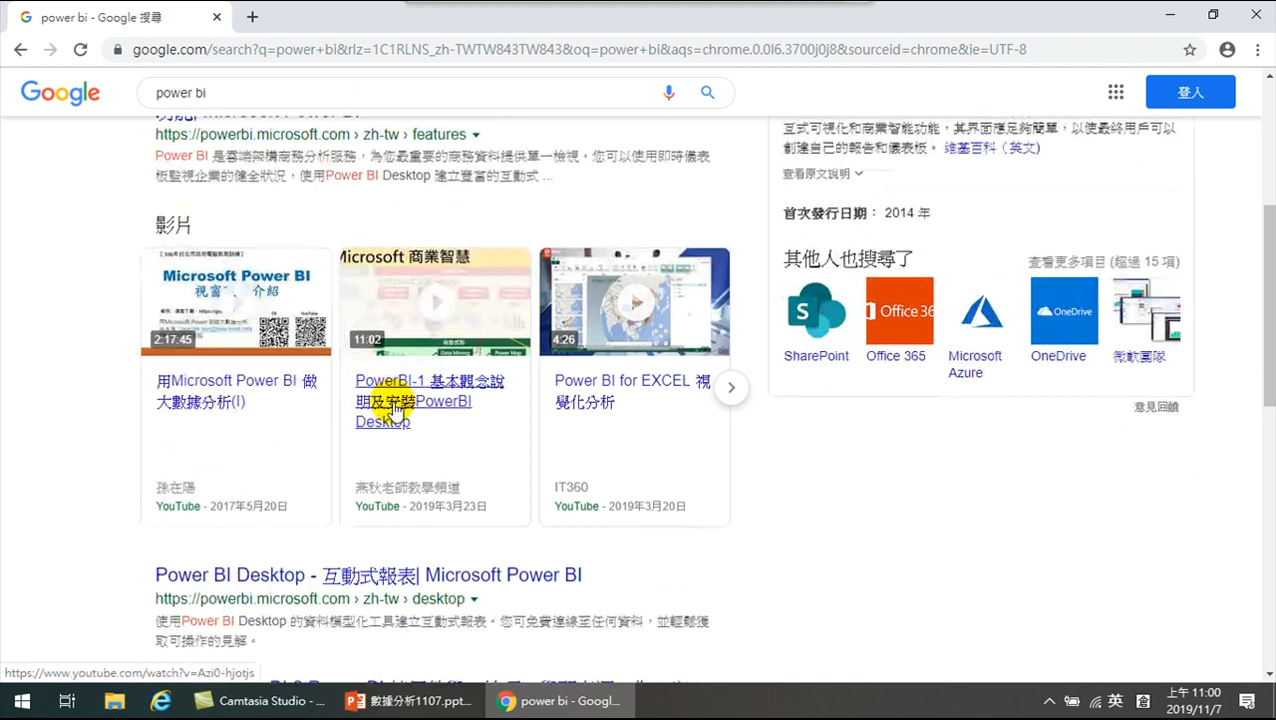 power bi - Google 搜尋
google.com/search?q=power+bi&rlz=1C1RLNS_zh-TWTW843TW843&oq=power+bi&aqs=chrome.0.0l6.3700j0j8&sourceid=chrome&ie=UTF-8
Google
power bi
登入
https://powerbi.microsoft.com › zh-tw › features
Power BI 是雲端架構商務分析服務，為您最重要的商務資料提供單一檢視。您可以使用即時儀表
板監視企業的健全狀況，使用Power BI Desktop 建立豐富的互動式 ...
影片
Microsoft Power BI
視窗 介紹
2:17:45
用Microsoft Power BI 做
大數據分析(I)
孫在陽
YouTube - 2017年5月20日
Microsoft 商業智慧
Data Mining
Power Map
11:02
PowerBI-1 基本觀念說
明及安裝PowerBI
Desktop
燕秋老師教學頻道
YouTube - 2019年3月23日
4:26
Power BI for EXCEL 視
覺化分析
IT360
YouTube - 2019年3月20日
Power BI Desktop - 互動式報表| Microsoft Power BI
https://powerbi.microsoft.com › zh-tw › desktop
使用Power BI Desktop 的資料模型化工具建立互動式報表。您可免費連線至任何資料，並輕鬆獲
取可操作的見解。
互式可視化和商業智能功能，其界面應足夠簡單，以使最終用戶可以
創建自己的報告和儀表板。 維基百科（英文）
查看原文說明
首次發行日期： 2014 年
其他人也搜尋了
查看更多項目 (超過 15 項)
S
Office 36
OneDrive
SharePoint
Office 365
Microsoft
Azure
OneDrive
微軟團隊
意見回饋
https://www.youtube.com/watch?v=Azi0-hjotjs
Camtasia Studio - ...
數據分析1107.ppt...
power bi - Googl...
英
上午 11:00
2019/11/7